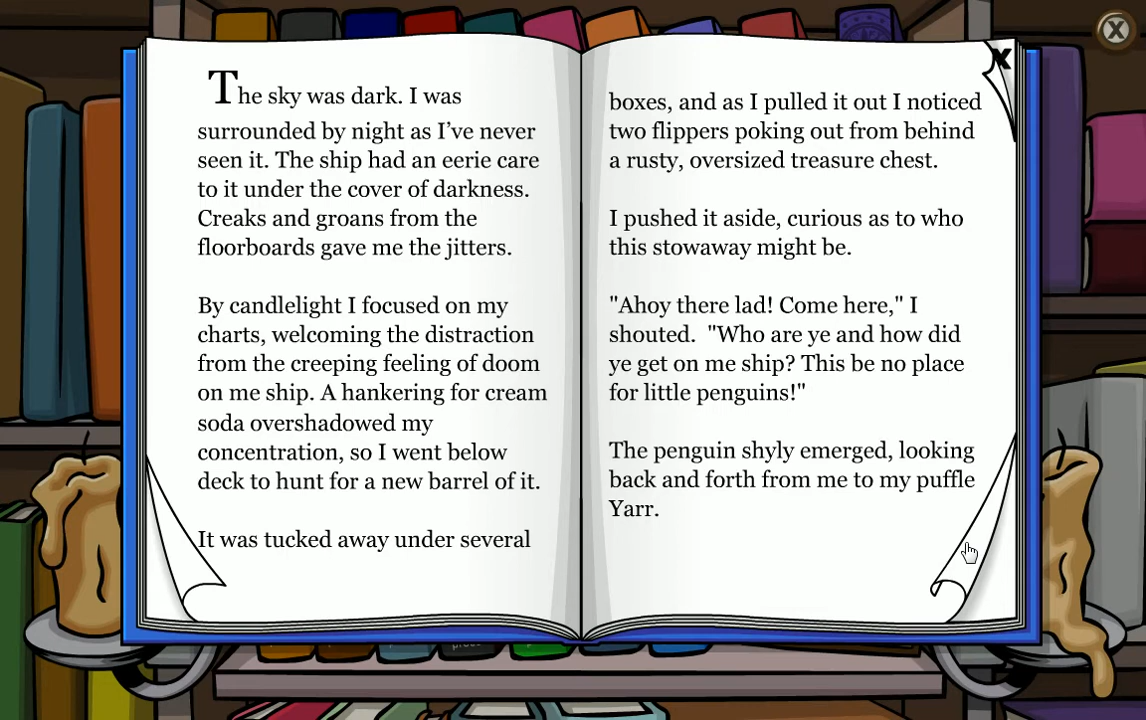 The sky was dark. I was
surrounded by night as I've never
seen it. The ship had an eerie care
to it under the cover of darkness.
Creaks and groans from the
floorboards gave me the jitters.
By candlelight I focused on my
charts, welcoming the distraction
from the creeping feeling of doom
on me ship. A hankering for cream
soda overshadowed my
concentration, so I went below
deck to hunt for a new barrel of it.
It was tucked away under several
boxes, and as I pulled it out I noticed
two flippers poking out from behind
a rusty, oversized treasure chest.
I pushed it aside, curious as to who
this stowaway might be.
"Ahoy there lad! Come here," I
shouted.  "Who are ye and how did
ye get on me ship? This be no place
for little penguins!"
The penguin shyly emerged, looking
back and forth from me to my puffle
Yarr.